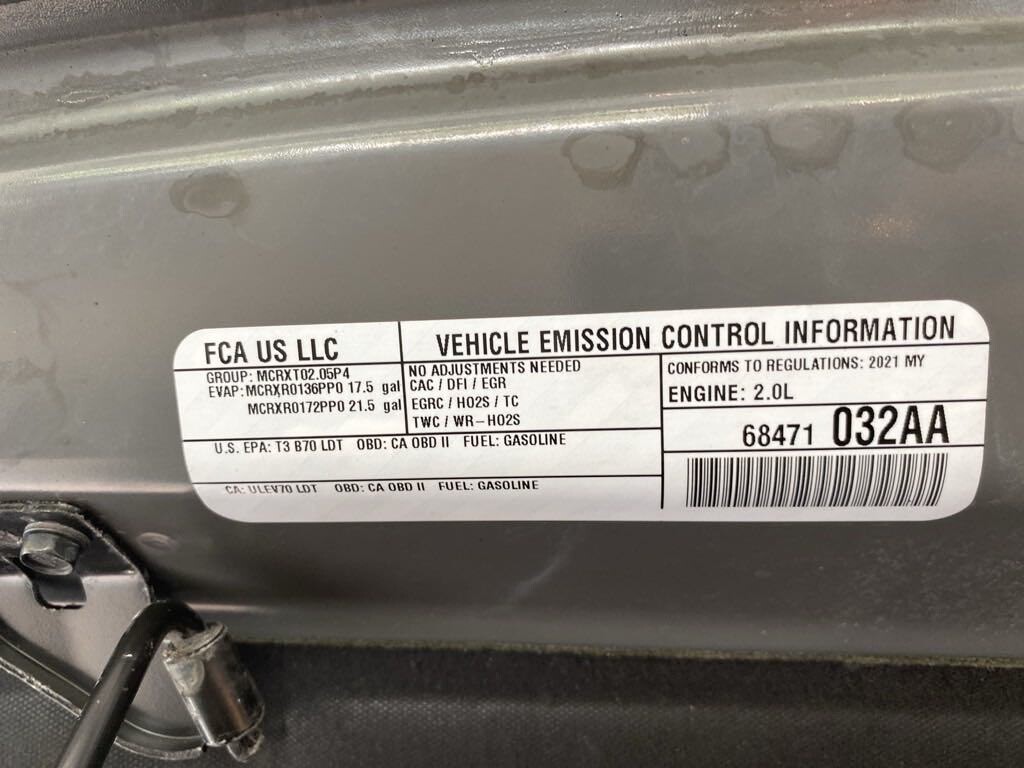 FCA US LLC
VEHICLE EMISSION CONTROL INFORMATION
GROUP: MCRXT02.05P4
EVAP: MCRXR0136PP0 17.5 gal
MCRXR0172PP0 21.5 gal
NO ADJUSTMENTS NEEDED
CAC / DFI / EGR
EGRC / HO2S / TC
TWC / WR-HO2S
CONFORMS TO REGULATIONS: 2021 MY
ENGINE: 2.0L
68471 032AA
U.S. EPA: T3 B70 LDT OBD: CA OBD II FUEL: GASOLINE
CA: ULEV70 LDT OBD: CA OBD II FUEL: GASOLINE